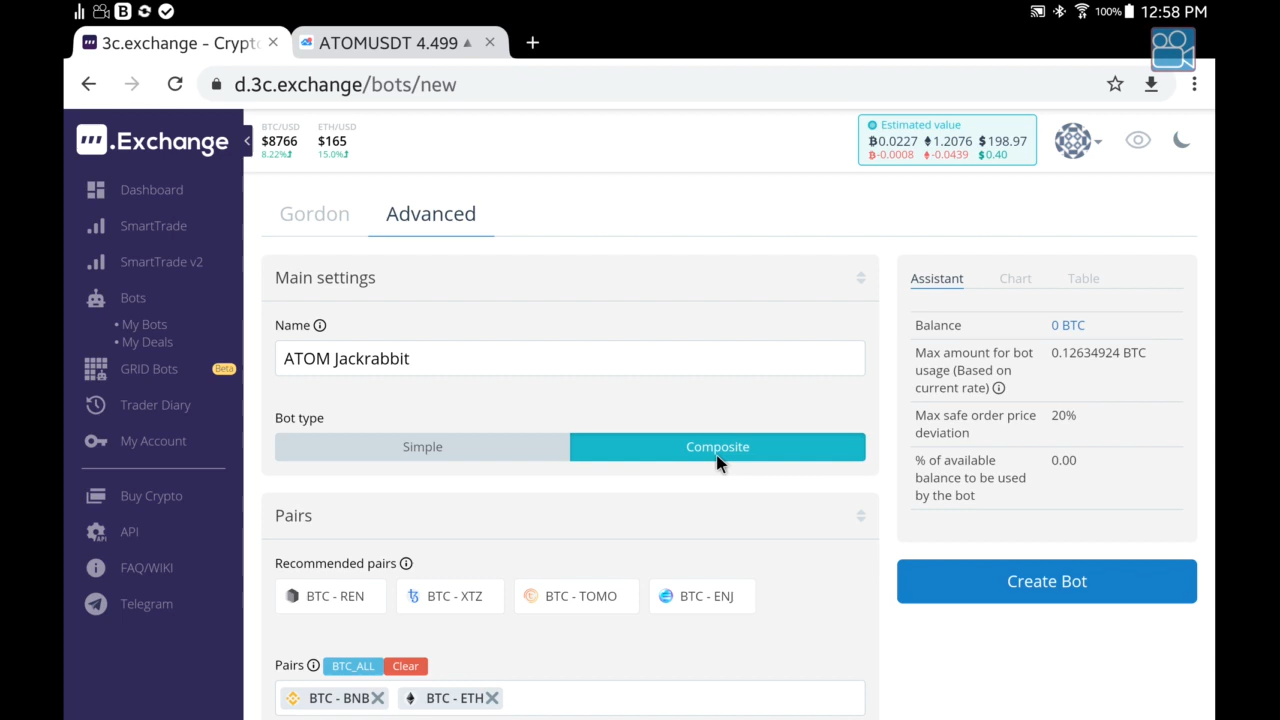 B
100%
12:58 PM
3c.exchange - Crypto
ATOMUSDT 4.499 ▲
d.3c.exchange/bots/new
.Exchange
BTC/USD
$8766
8.22%
ETH/USD
$165
15.0%
Estimated value
0.0227 1.2076 $198.97
-0.0008 -0.0439 $0.40
Dashboard
SmartTrade
SmartTrade v2
Bots
• My Bots
• My Deals
GRID Bots Beta
Trader Diary
My Account
Buy Crypto
API
FAQ/WIKI
Telegram
Gordon
Advanced
Main settings
Name
ATOM Jackrabbit
Bot type
Simple
Composite
Pairs
Recommended pairs
BTC - REN
BTC - XTZ
BTC - TOMO
BTC - ENJ
Pairs BTC_ALL Clear
BTC - BNB
BTC - ETH
Assistant
Chart
Table
Balance
0 BTC
Max amount for bot
usage (Based on
current rate)
0.12634924 BTC
Max safe order price
deviation
20%
% of available
balance to be used
by the bot
0.00
Create Bot